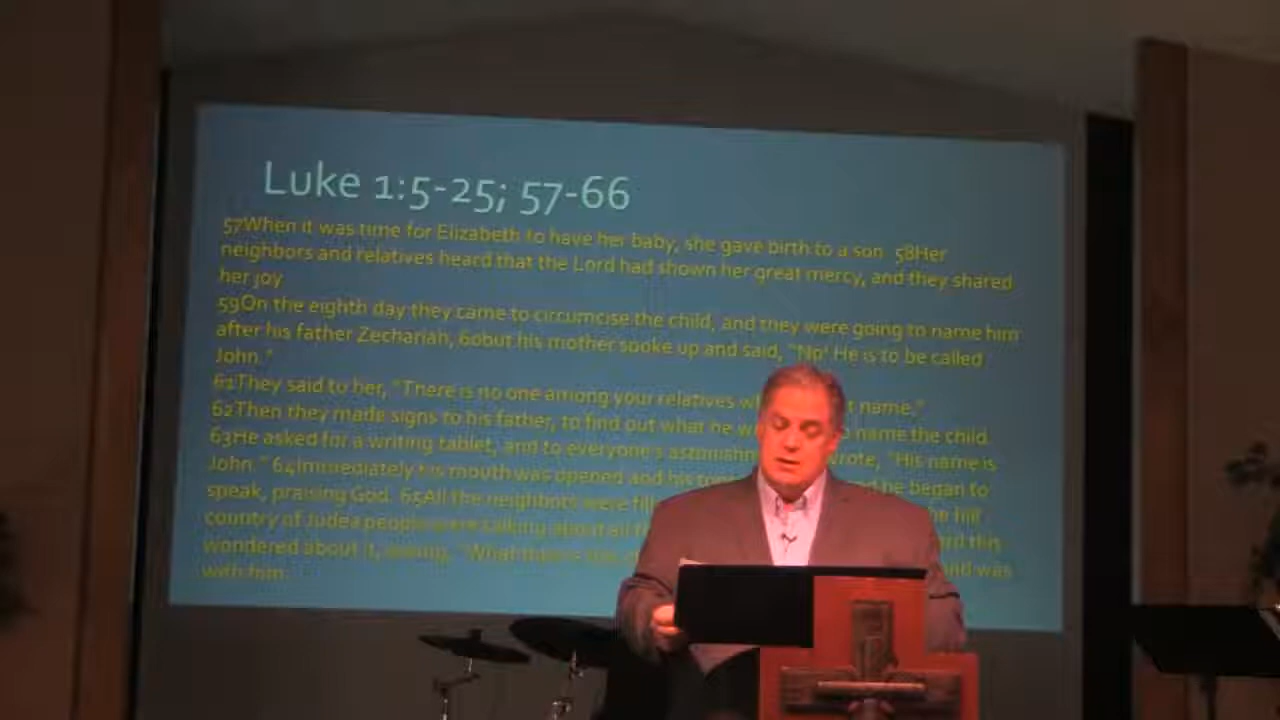 Luke 1:5-25; 57-66
57When it was time for Elizabeth to have her baby, she gave birth to a son. 58Her
neighbors and relatives heard that the Lord had shown her great mercy, and they shared
her joy
59On the eighth day they came to circumcise the child, and they were going to name him
after his father Zechariah, 60but his mother spoke up and said, "No! He is to be called
John."
61They said to her, "There is no one among your relatives name."
62Then they made signs to his father, to find out what he name the child.
63He asked for a writing tablet, and to everyone's "His name is
John." 64Immediately his mouth was opened and his he began to
speak, praising God. 65All the neighbors were hill
country of Judea people were talking about all this
wondered about it, asking, "What and was
with him.